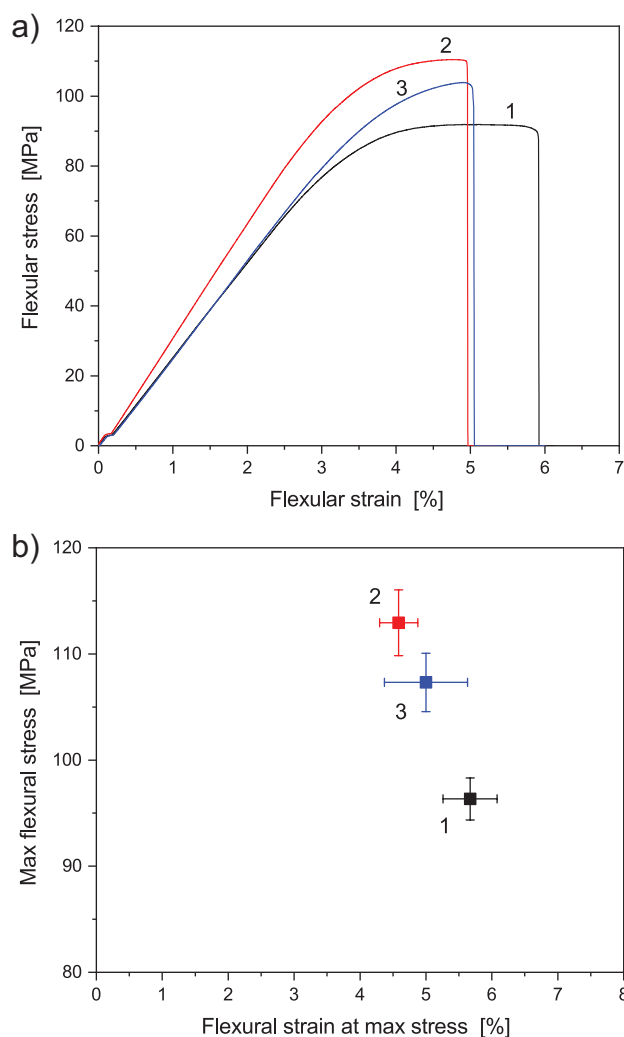 a)
120
100
80
60
40
20
0
Flexular stress [MPa]
2
3
1
0 1 2 3 4 5 6 7
Flexular strain [%]
b)
120
110
100
90
80
Max flexural stress [MPa]
2
3
1
0 1 2 3 4 5 6 7 8
Flexural strain at max stress [%]